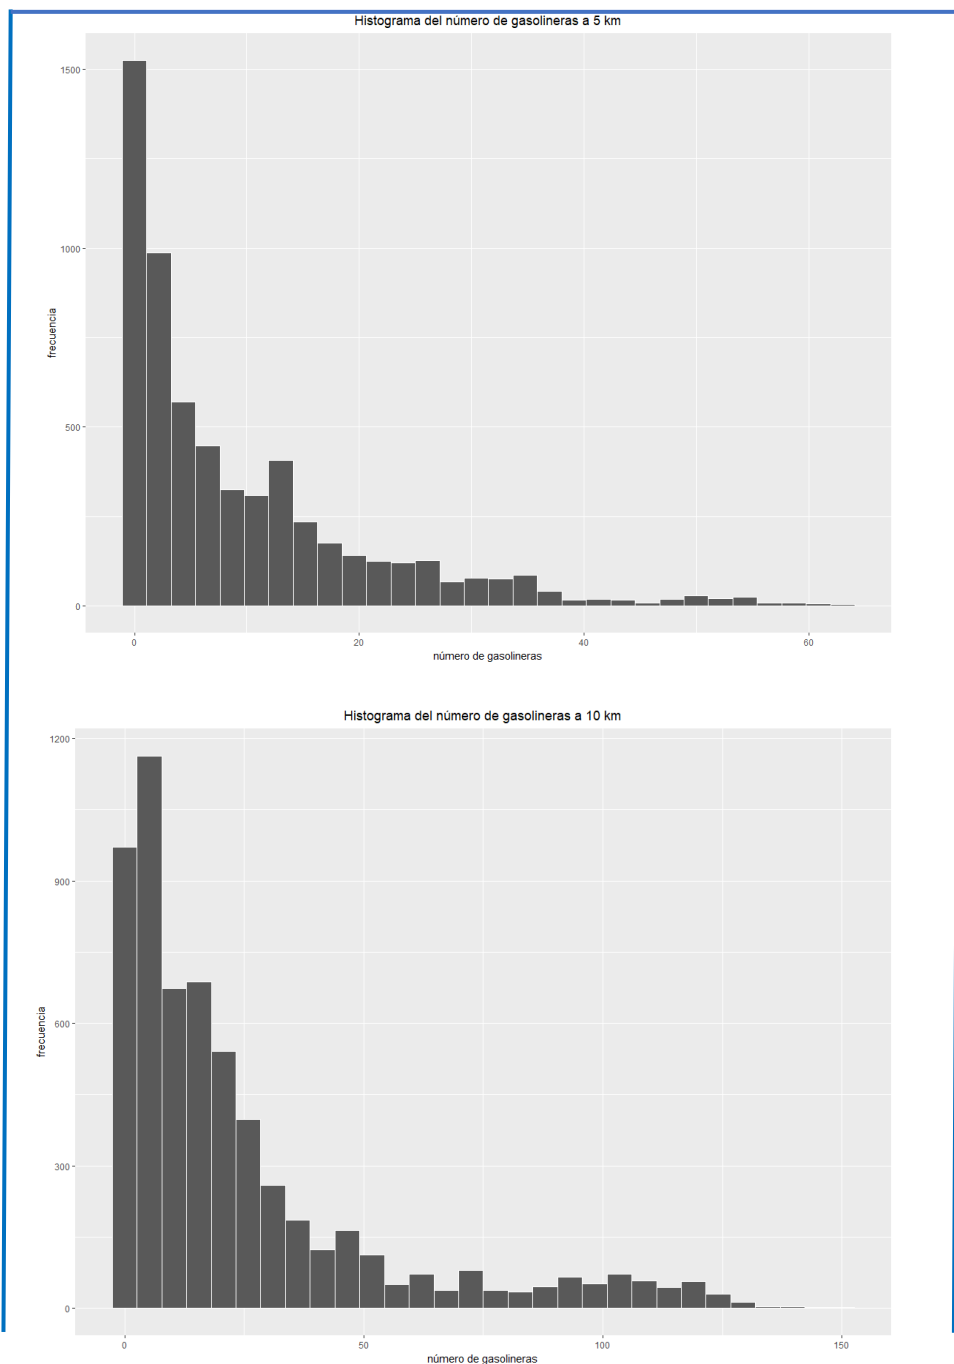 Histograma del número de gasolineras a 5 km
1500
1000
500
0
frecuencia
0 20 40 60
número de gasolineras
Histograma del número de gasolineras a 10 km
1200
900
600
300
0
frecuencia
0 50 100 150
número de gasolineras